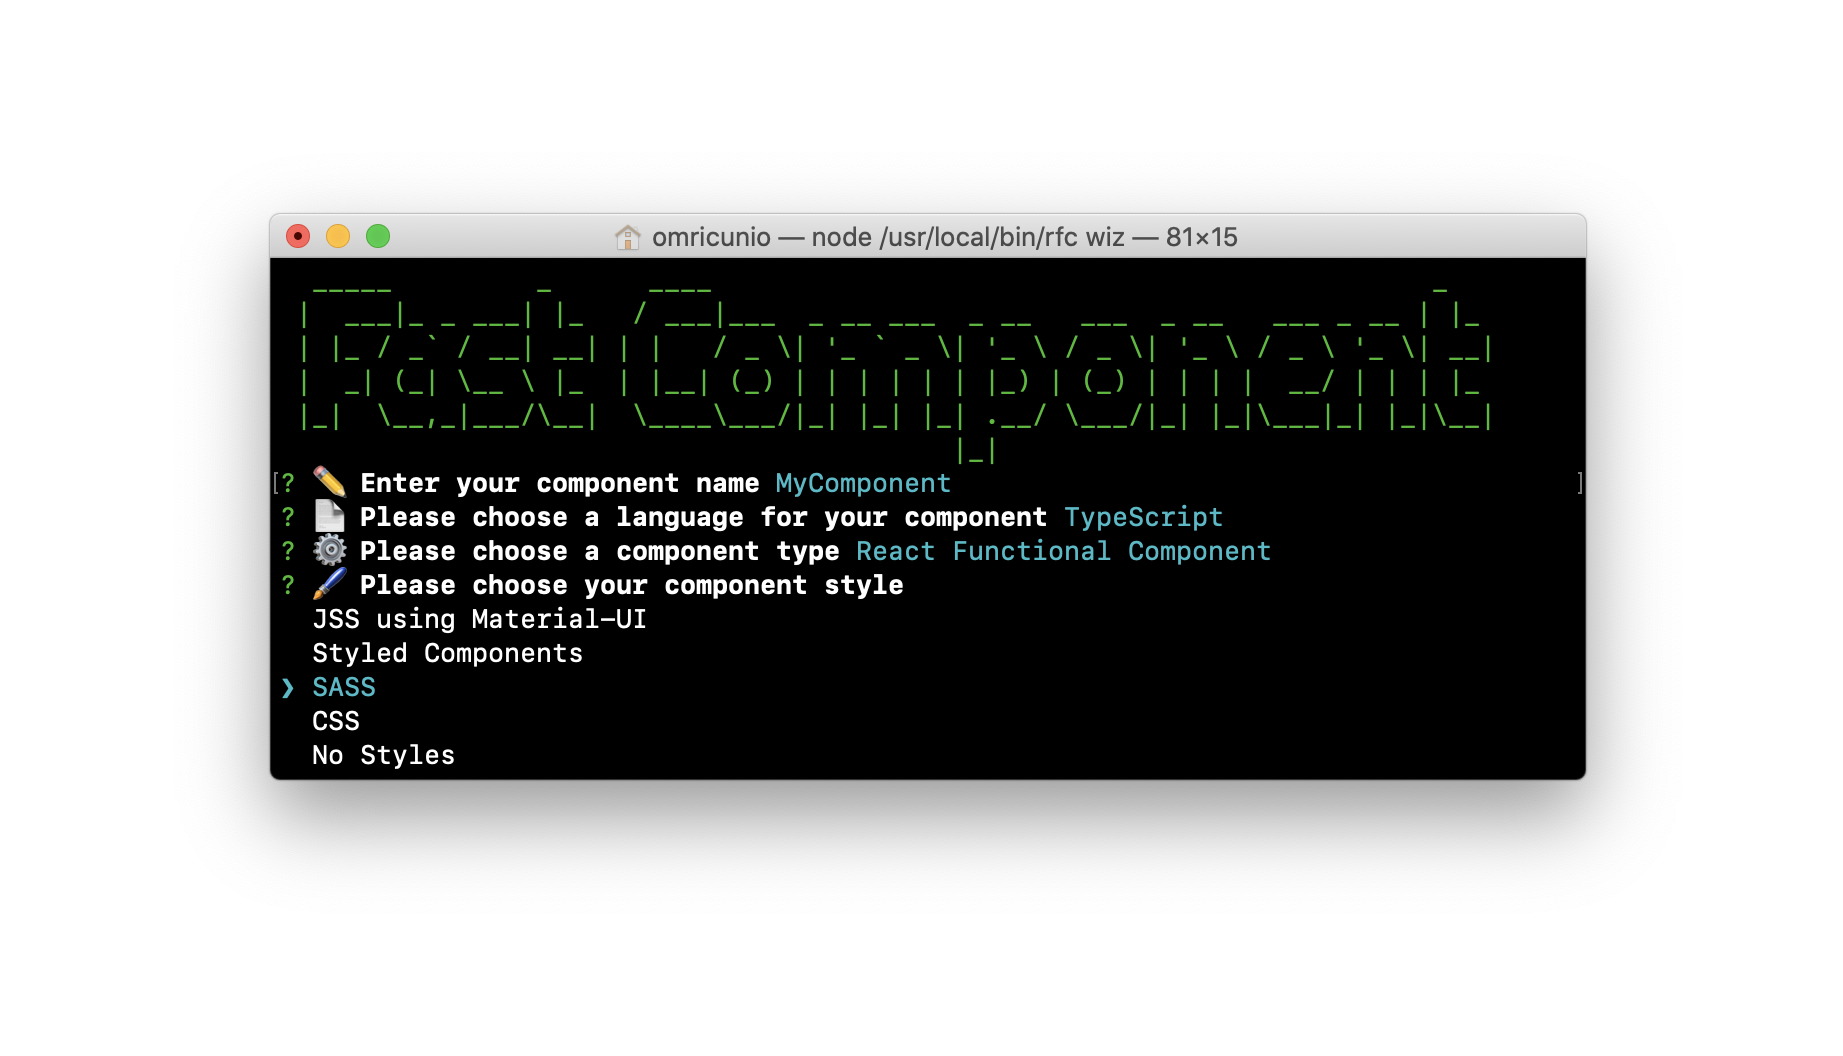 omricunio — node /usr/local/bin/rfc wiz — 81×15
Fast Component
[? ✏️ Enter your component name MyComponent ]
? 📄 Please choose a language for your component TypeScript
? ⚙️ Please choose a component type React Functional Component
? 🖌️ Please choose your component style
JSS using Material-UI
Styled Components
❯ SASS
CSS
No Styles